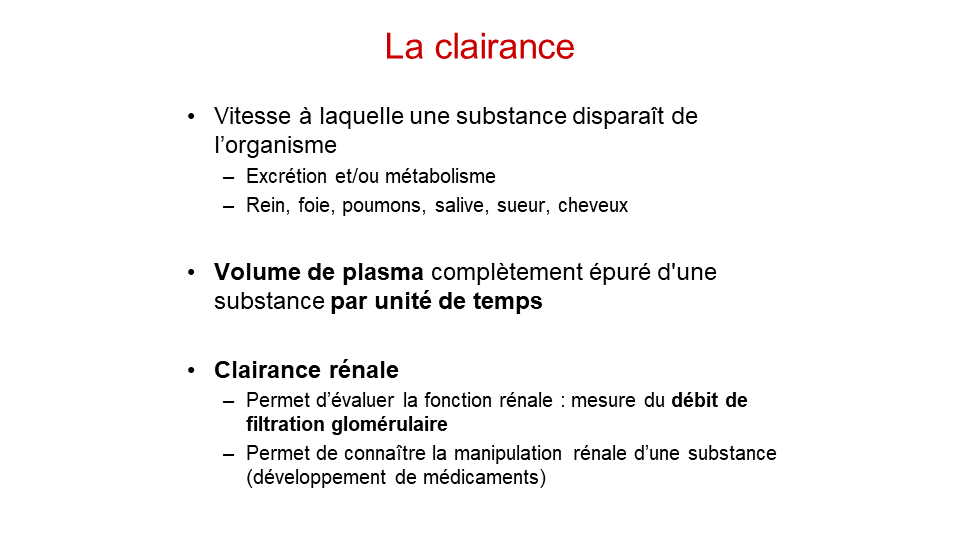 La clairance
• Vitesse à laquelle une substance disparaît de
l’organisme
– Excrétion et/ou métabolisme
– Rein, foie, poumons, salive, sueur, cheveux
• Volume de plasma complètement épuré d'une
substance par unité de temps
• Clairance rénale
– Permet d’évaluer la fonction rénale : mesure du débit de
filtration glomérulaire
– Permet de connaître la manipulation rénale d’une substance
(développement de médicaments)